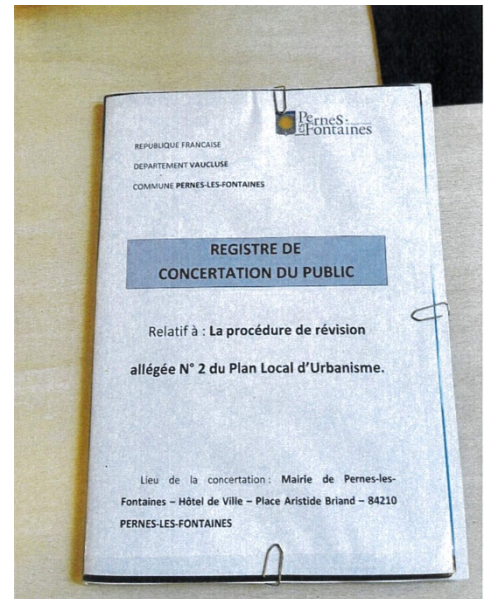 Pernes-
les Fontaines
REPUBLIQUE FRANCAISE
DEPARTEMENT VAUCLUSE
COMMUNE PERNES-LES-FONTAINES
REGISTRE DE
CONCERTATION DU PUBLIC
Relatif à : La procédure de révision
allégée N° 2 du Plan Local d'Urbanisme.
Lieu de la concertation : Mairie de Pernes-les-
Fontaines – Hôtel de Ville – Place Aristide Briand – 84210
PERNES-LES-FONTAINES